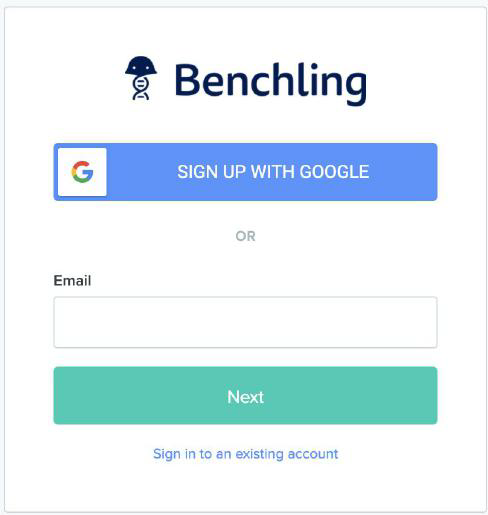 Benchling
SIGN UP WITH GOOGLE
OR
Email
Next
Sign in to an existing account